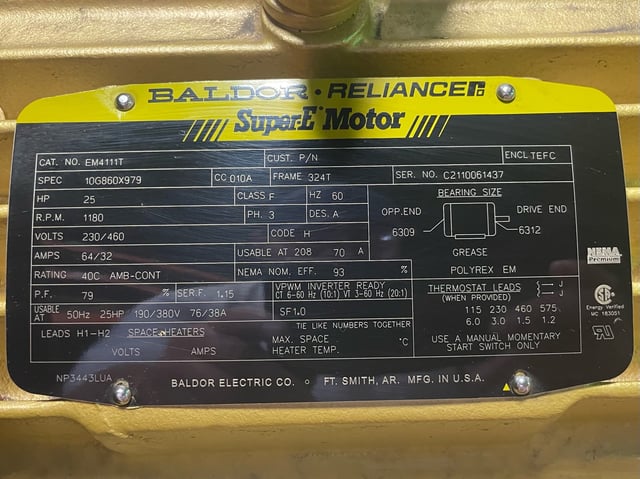 BALDOR · RELIANCE
Super-E Motor
CAT. NO. EM4111T CUST. P/N ENCL TEFC
SPEC 10G860X979 CC 010A FRAME 324T SER. NO. C2110061437
HP 25 CLASS F HZ 60 BEARING SIZE
R.P.M. 1180 PH. 3 DES. A OPP.END DRIVE END
VOLTS 230/460 CODE H 6309 6312
AMPS 64/32 USABLE AT 208 70 A GREASE
RATING 40C AMB-CONT NEMA NOM. EFF. 93 % POLYREX EM
NEMA
Premium
P.F. 79 % SER.F. 1.15 VPWM INVERTER READY THERMOSTAT LEADS J
CT 6-60 HZ (10:1) VT 3-60 HZ (20:1) (WHEN PROVIDED) J
USABLE AT 50Hz 25HP 190/380V 76/38A SF1.0 115 230 460 575
6.0 3.0 1.5 1.2
Energy Verified
MC 183051
LEADS H1-H2 SPACE HEATERS TIE LIKE NUMBERS TOGETHER
VOLTS AMPS MAX. SPACE HEATER TEMP. °C USE A MANUAL MOMENTARY
START SWITCH ONLY
NP3443LUA BALDOR ELECTRIC CO. ○ FT. SMITH, AR. MFG. IN U.S.A.